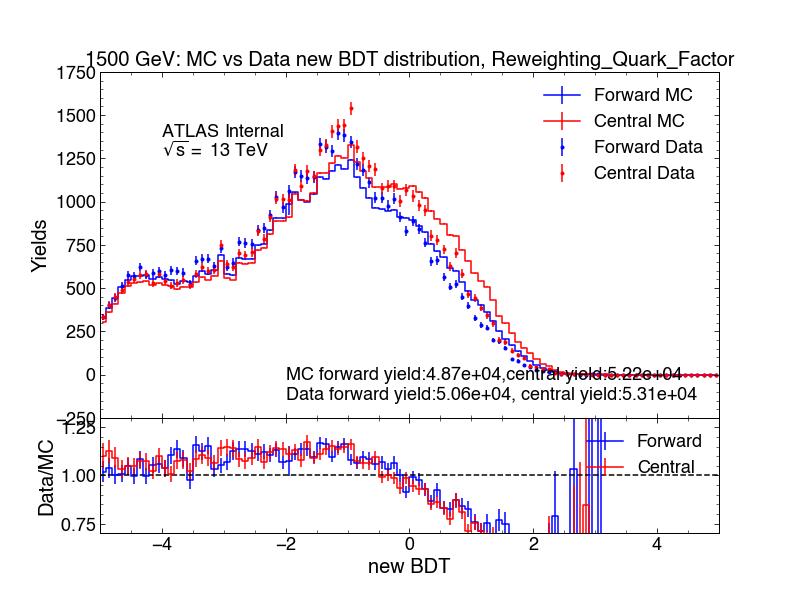 1500 GeV: MC vs Data new BDT distribution, Reweighting_Quark_Factor
1750
1500
1250
1000
750
500
250
0
−250
Yields
ATLAS Internal
√s = 13 TeV
Forward MC
Central MC
Forward Data
Central Data
MC forward yield:4.87e+04,central yield:5.22e+04
Data forward yield:5.06e+04, central yield:5.31e+04
1.25
1.00
0.75
Data/MC
Forward
Central
−4 −2 0 2 4
new BDT